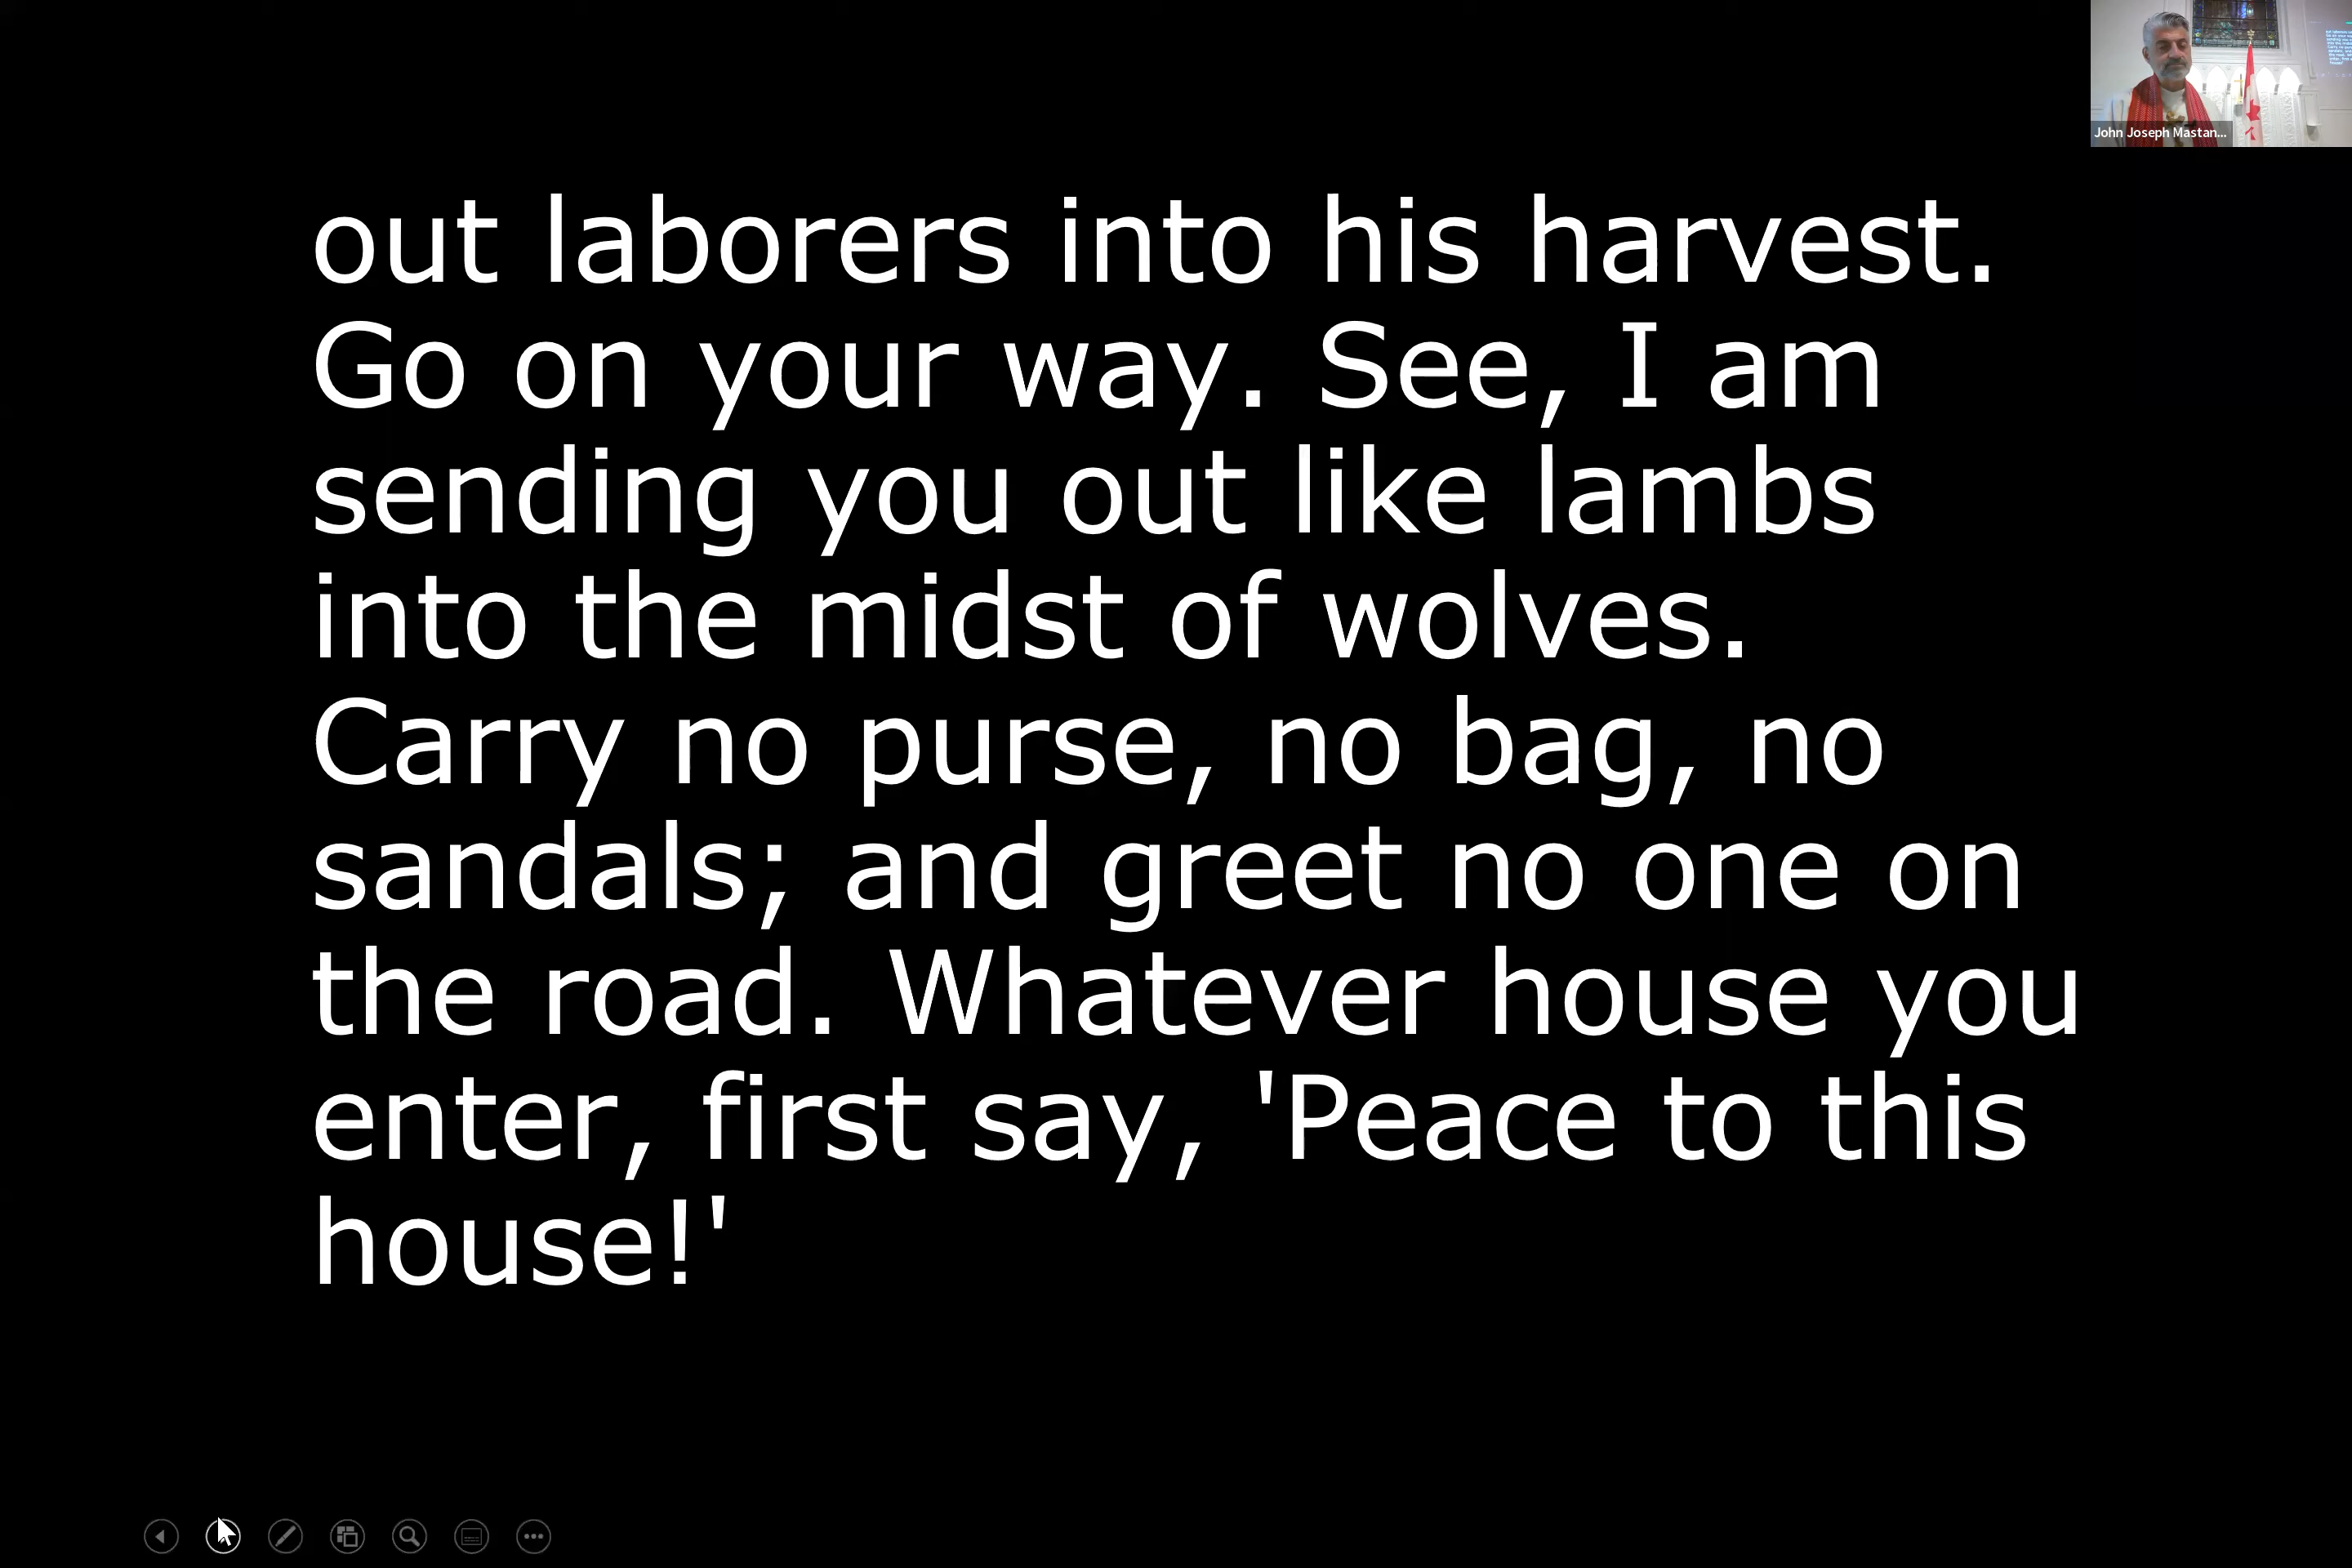 John Joseph Mastan...
out laborers into his harvest.
Go on your way. See, I am
sending you out like lambs
into the midst of wolves.
Carry no purse, no bag, no
sandals; and greet no one on
the road. Whatever house you
enter, first say, 'Peace to this
house!'